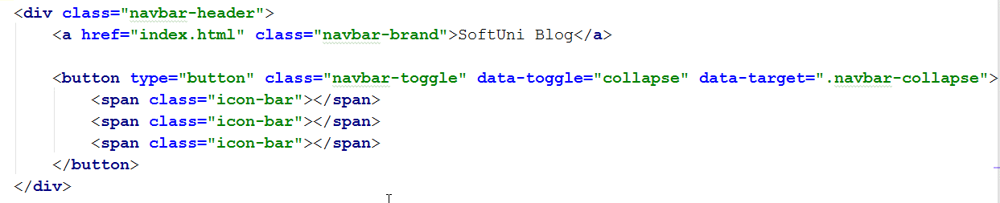 <div class="navbar-header">
    <a href="index.html" class="navbar-brand">SoftUni Blog</a>

    <button type="button" class="navbar-toggle" data-toggle="collapse" data-target=".navbar-collapse">
        <span class="icon-bar"></span>
        <span class="icon-bar"></span>
        <span class="icon-bar"></span>
    </button>
</div>